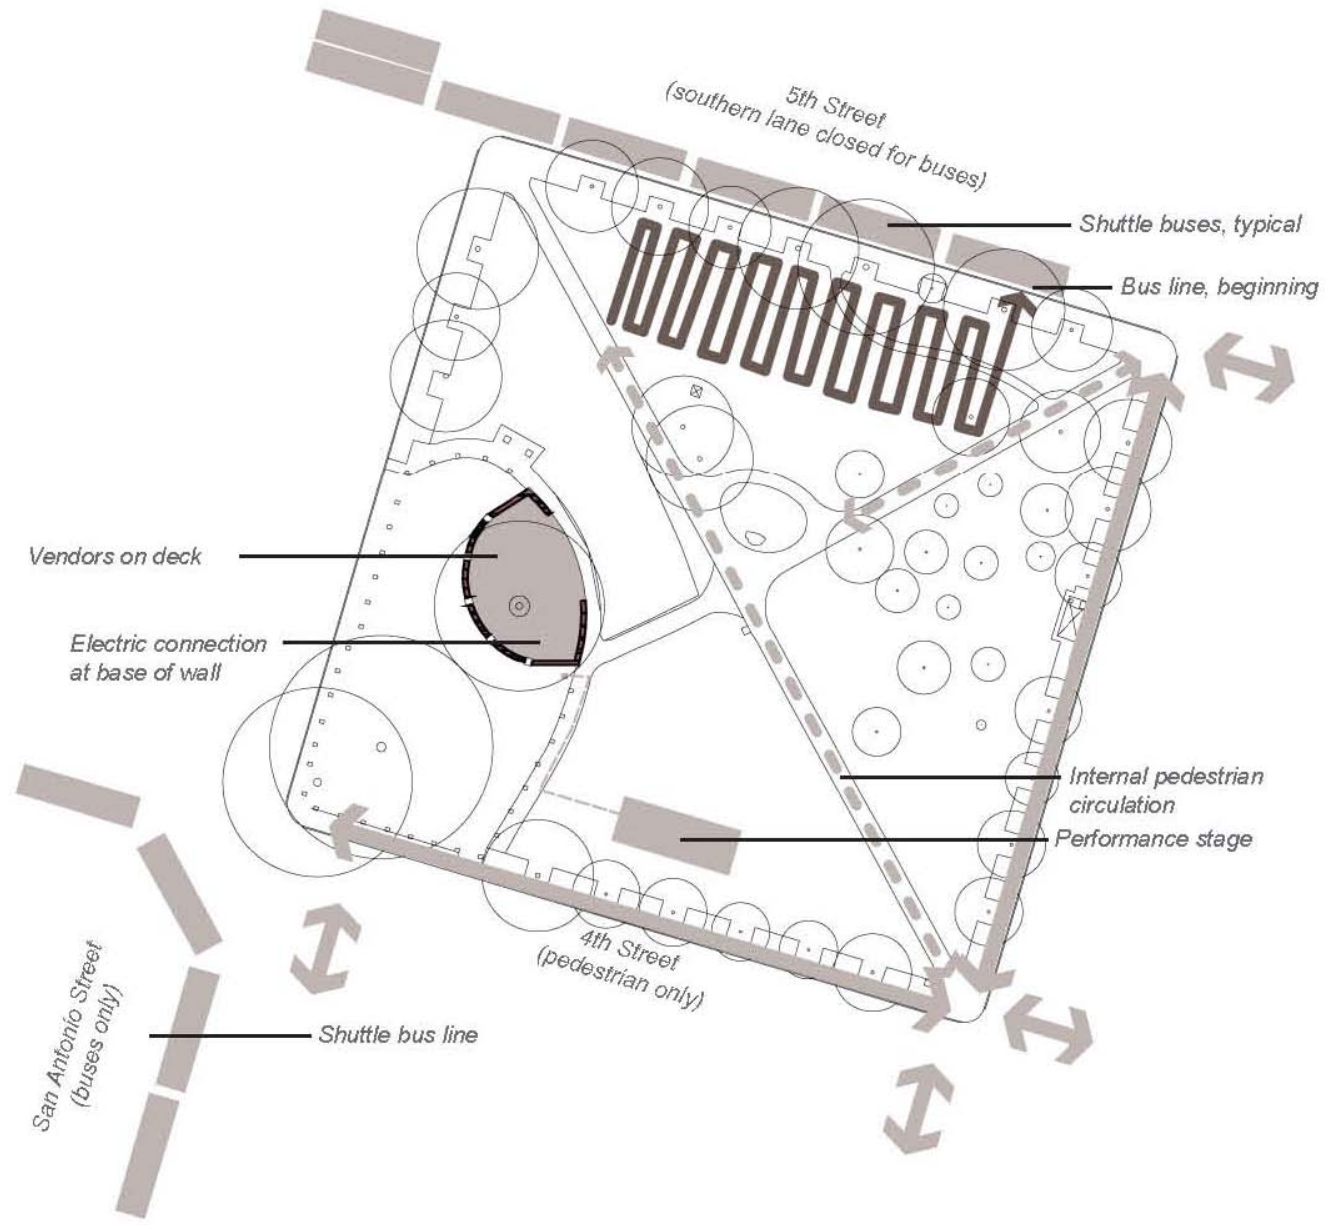 5th Street
(southern lane closed for buses)
Shuttle buses, typical
Bus line, beginning
Vendors on deck
Electric connection
at base of wall
Internal pedestrian
circulation
Performance stage
4th Street
(pedestrian only)
San Antonio Street
(buses only)
Shuttle bus line